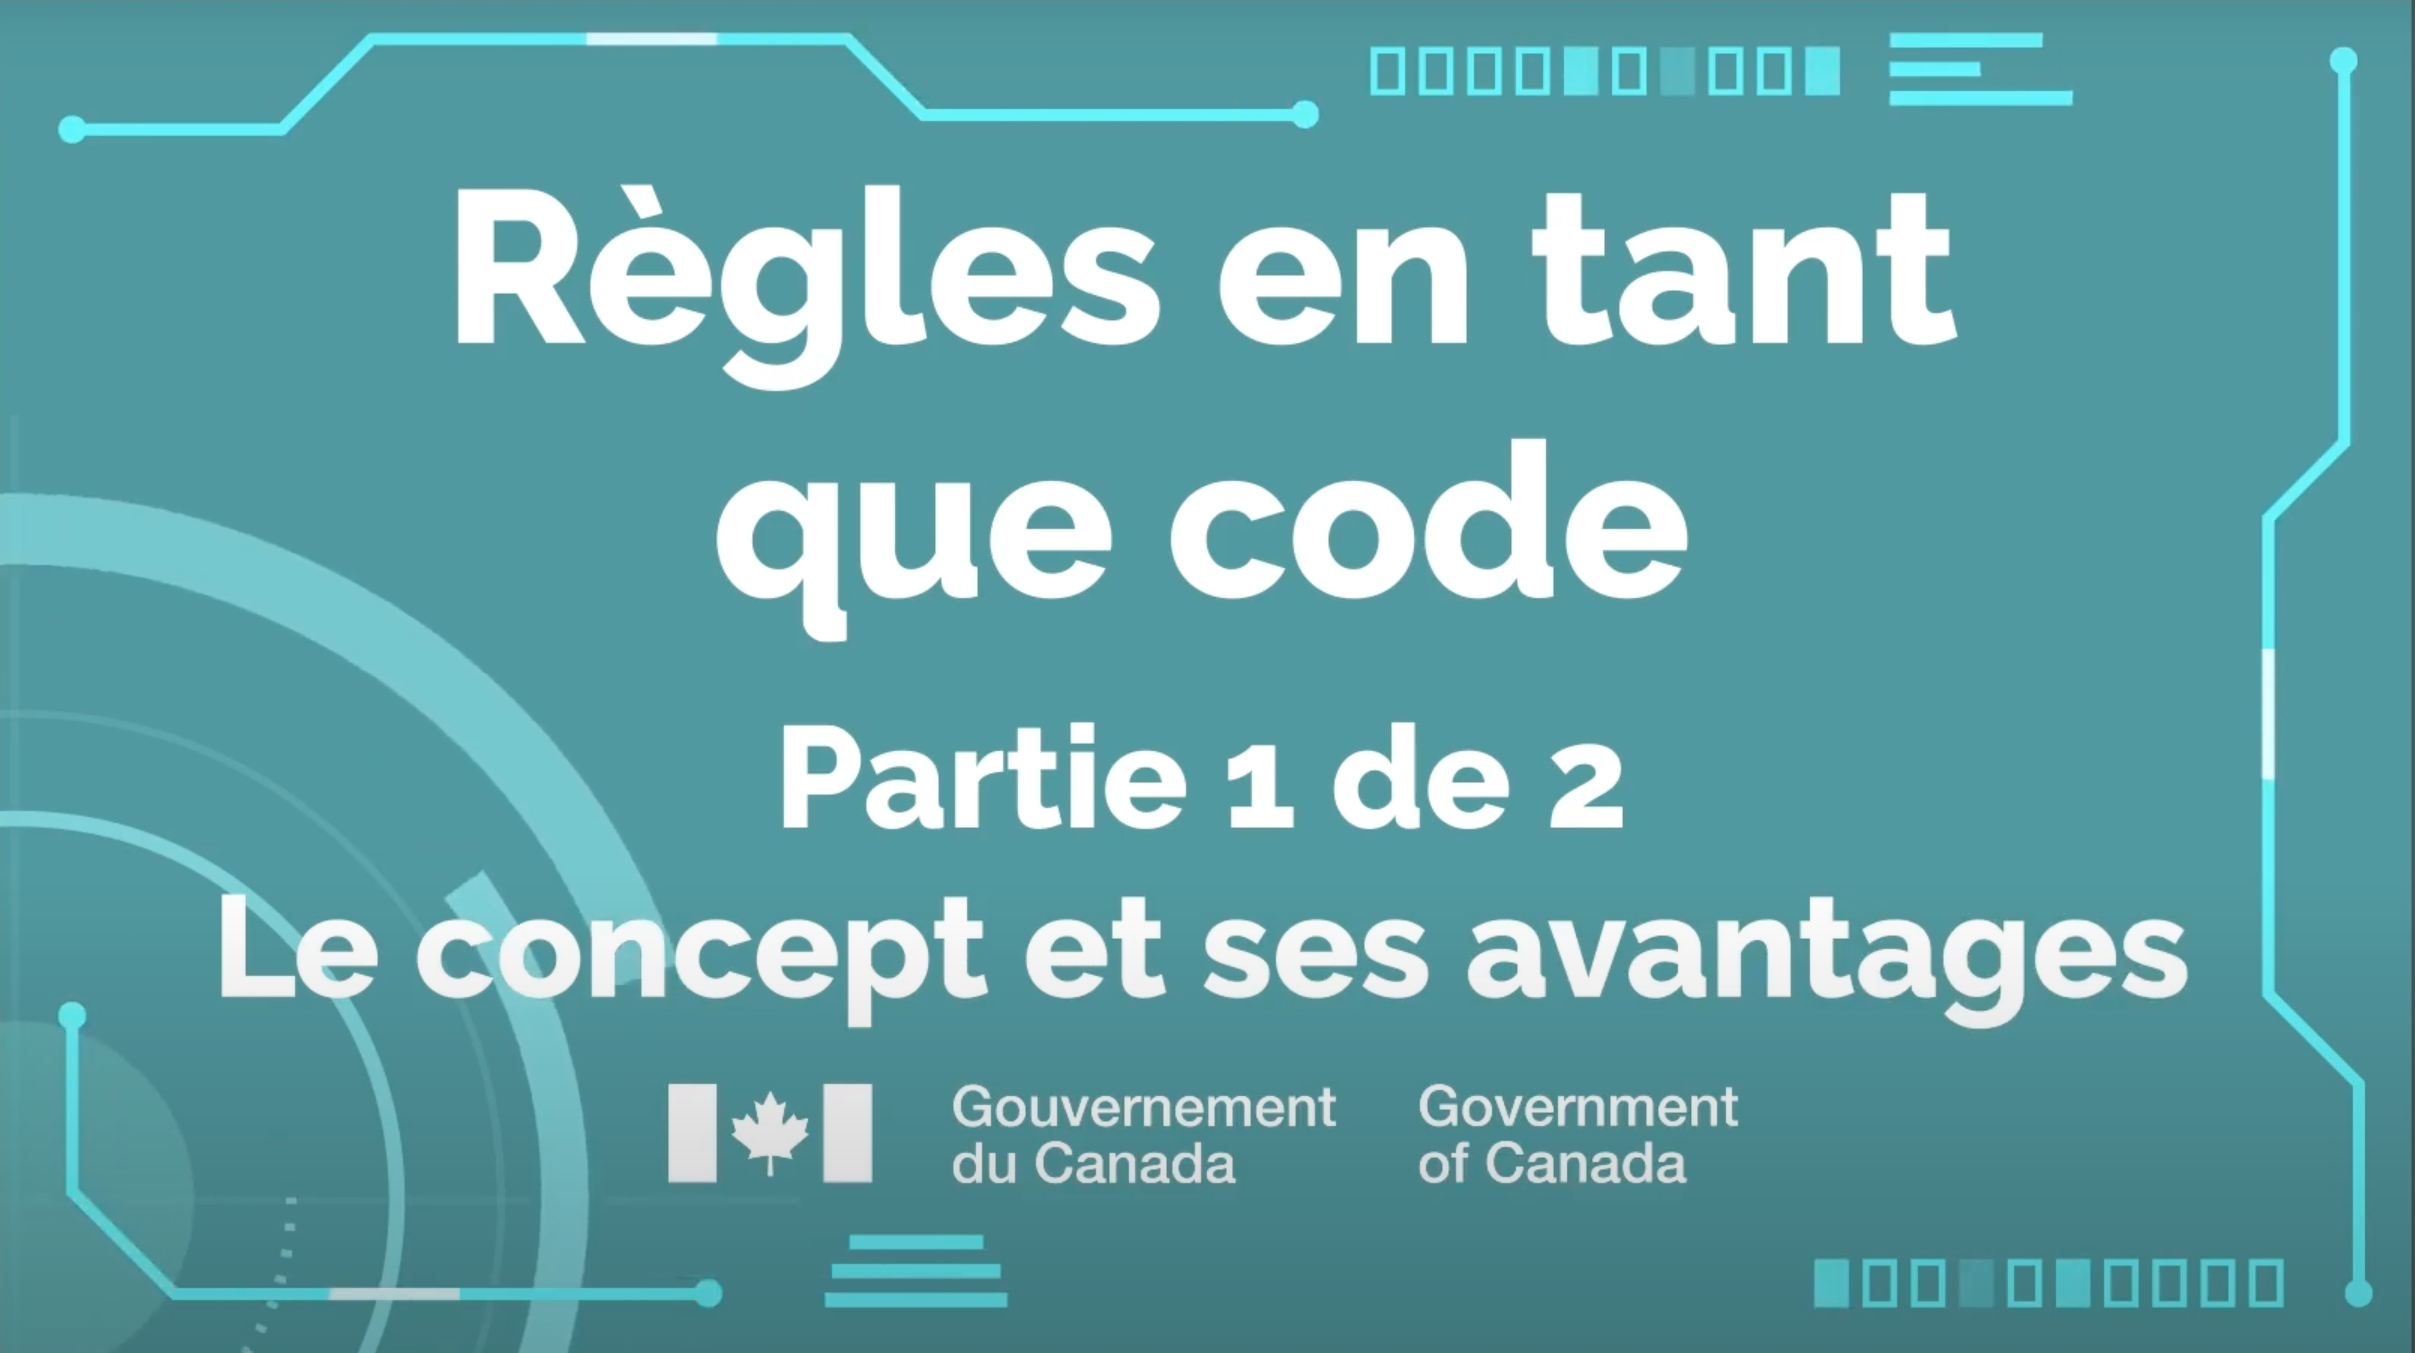 Règles en tant
que code
Partie 1 de 2
Le concept et ses avantages
Gouvernement
du Canada
Government
of Canada